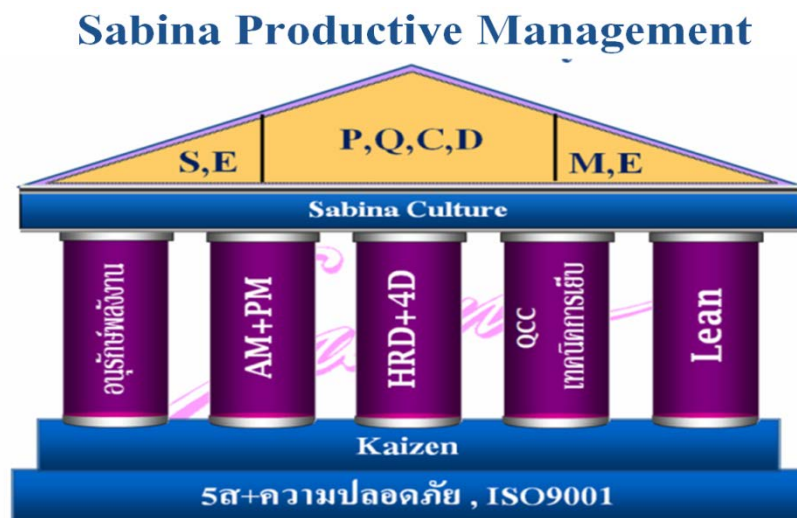 Sabina Productive Management
S,E
P,Q,C,D
M,E
Sabina Culture
อนุรักษ์พลังงาน
AM+PM
HRD+4D
QCC
เทคนิคการเย็บ
Lean
Kaizen
5ส+ความปลอดภัย , ISO9001